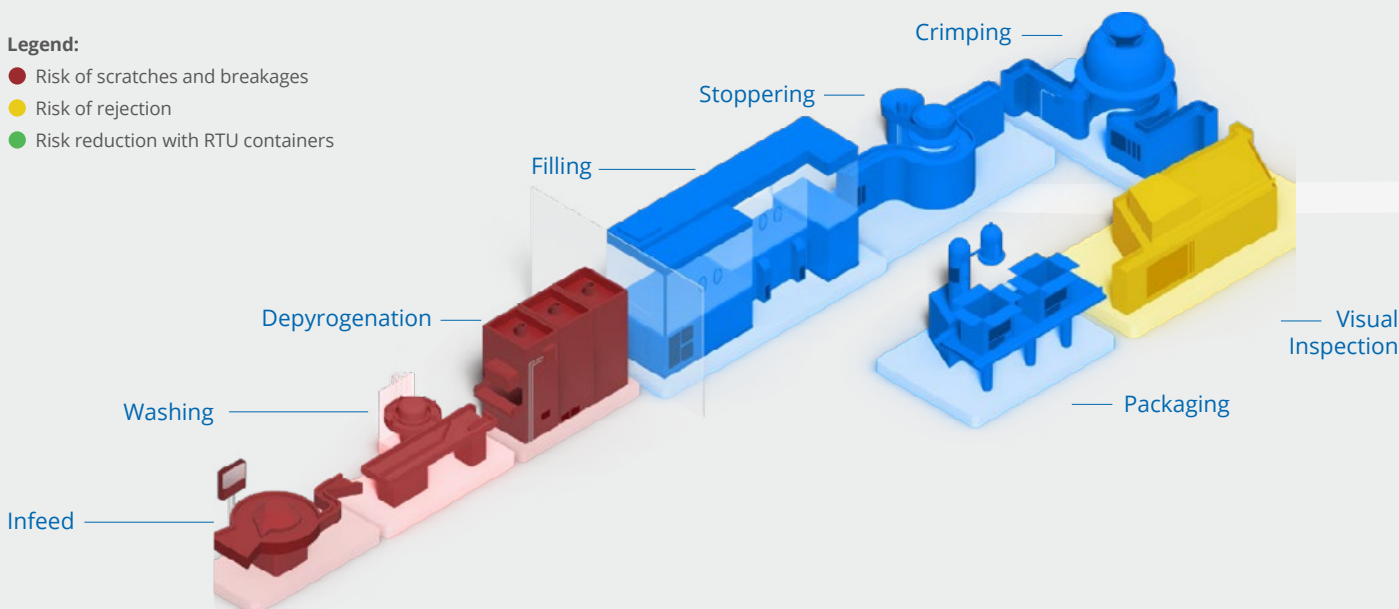 Legend:
Risk of scratches and breakages
Risk of rejection
Risk reduction with RTU containers
Crimping
Stoppering
Filling
Depyrogenation
Washing
Infeed
Visual
Inspection
Packaging